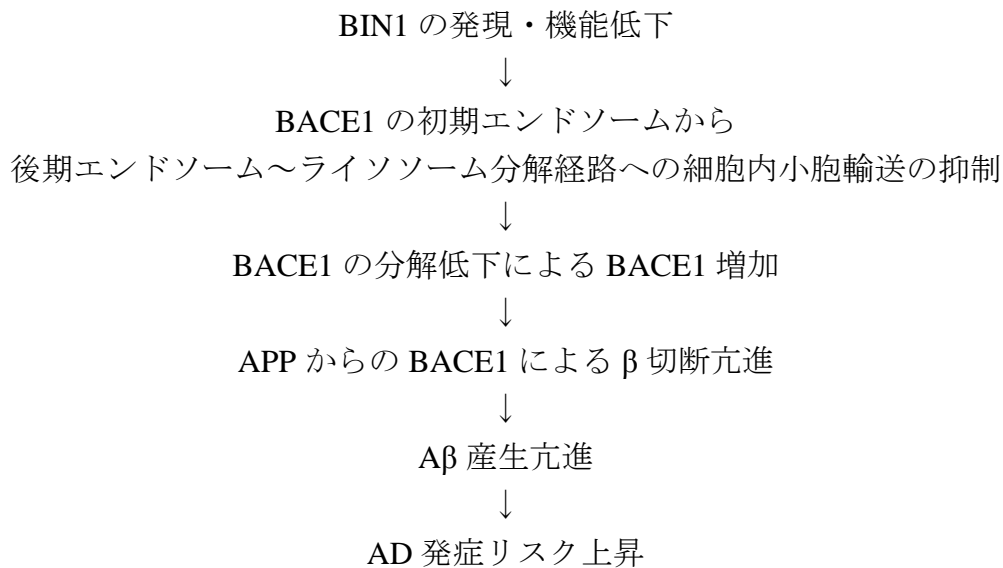 BIN1 の発現・機能低下
↓
BACE1 の初期エンドソームから
後期エンドソーム～ライソソーム分解経路への細胞内小胞輸送の抑制
↓
BACE1 の分解低下による BACE1 増加
↓
APP からの BACE1 による β 切断亢進
↓
Aβ 産生亢進
↓
AD 発症リスク上昇